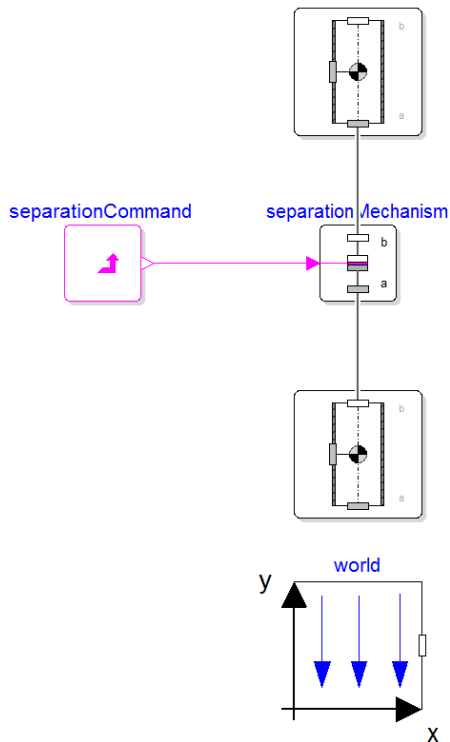 b
a
separationCommand
separationMechanism
b
a
b
a
world
y
x